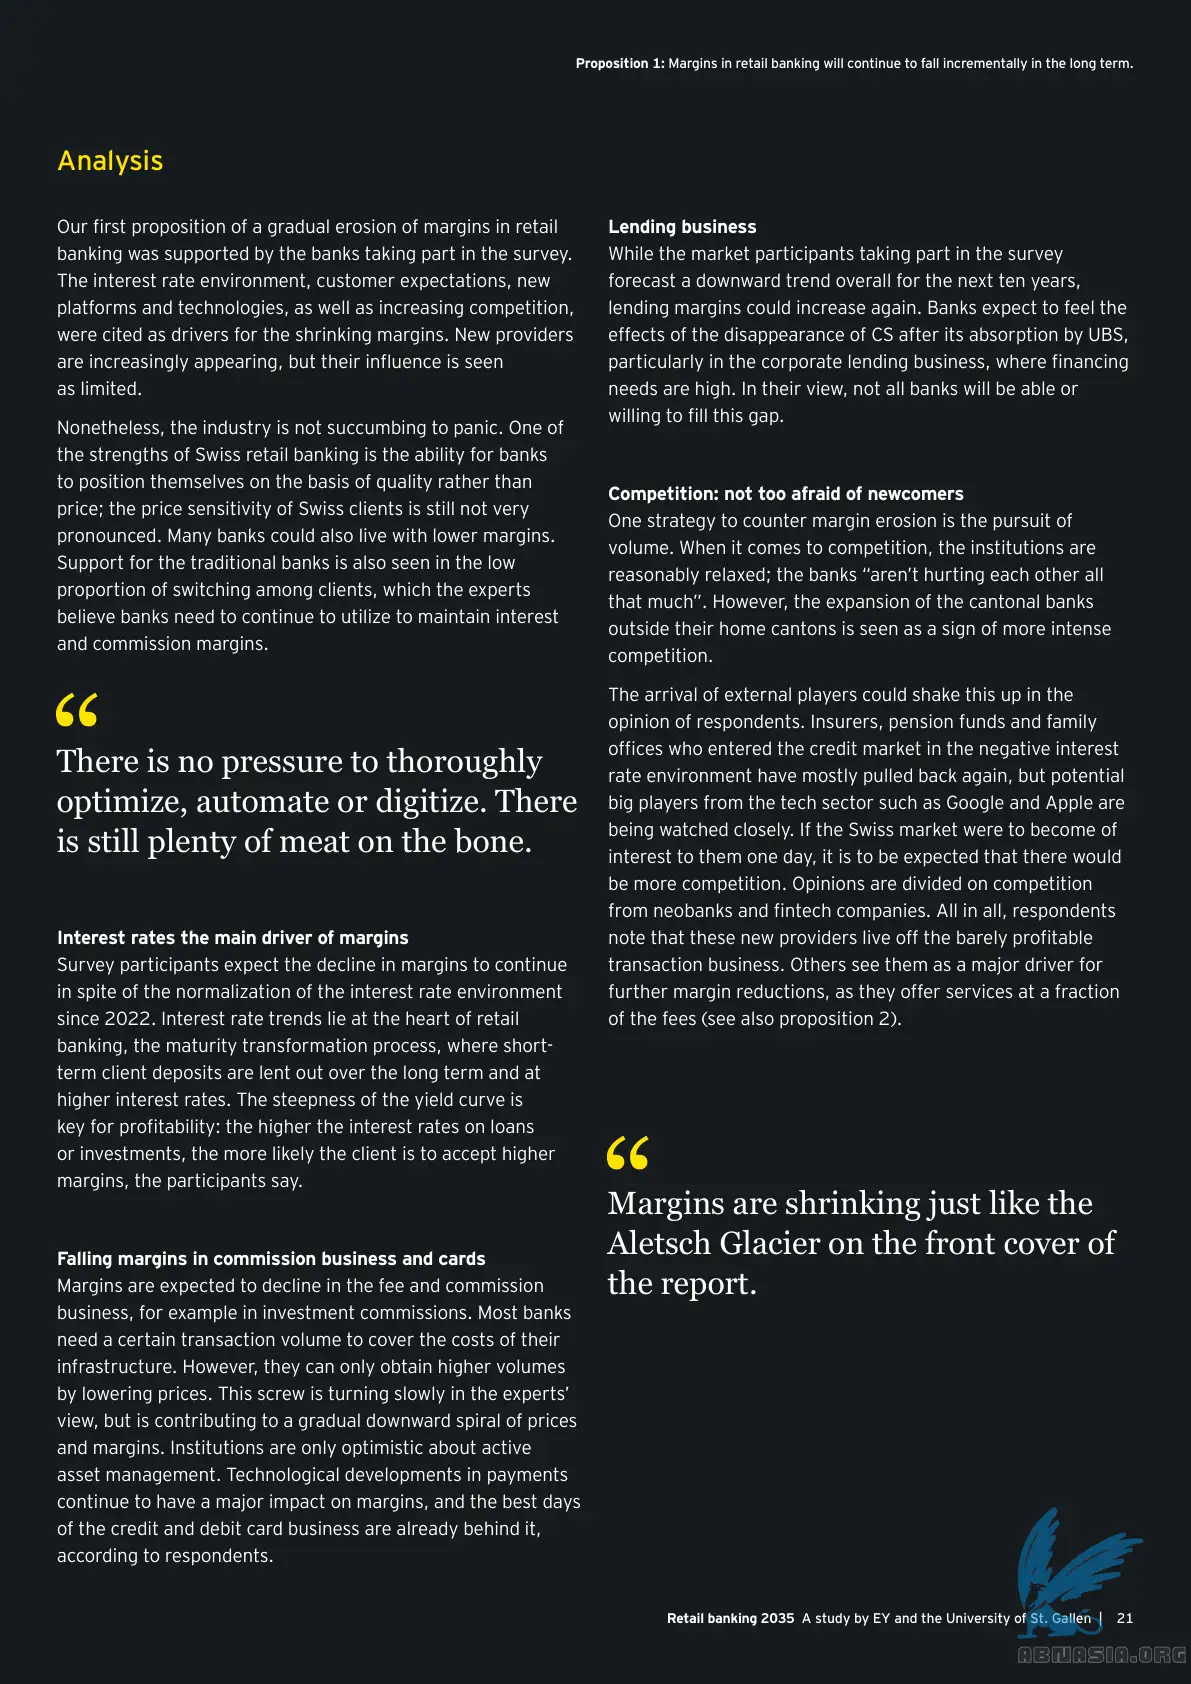 Proposition 1: Margins in retail banking will continue to fall incrementally in the long term.
Analysis
Our first proposition of a gradual erosion of margins in retail
banking was supported by the banks taking part in the survey.
The interest rate environment, customer expectations, new
platforms and technologies, as well as increasing competition,
were cited as drivers for the shrinking margins. New providers
are increasingly appearing, but their influence is seen
as limited.
Nonetheless, the industry is not succumbing to panic. One of
the strengths of Swiss retail banking is the ability for banks
to position themselves on the basis of quality rather than
price; the price sensitivity of Swiss clients is still not very
pronounced. Many banks could also live with lower margins.
Support for the traditional banks is also seen in the low
proportion of switching among clients, which the experts
believe banks need to continue to utilize to maintain interest
and commission margins.
“
There is no pressure to thoroughly
optimize, automate or digitize. There
is still plenty of meat on the bone.
Interest rates the main driver of margins
Survey participants expect the decline in margins to continue
in spite of the normalization of the interest rate environment
since 2022. Interest rate trends lie at the heart of retail
banking, the maturity transformation process, where short-
term client deposits are lent out over the long term and at
higher interest rates. The steepness of the yield curve is
key for profitability: the higher the interest rates on loans
or investments, the more likely the client is to accept higher
margins, the participants say.
Falling margins in commission business and cards
Margins are expected to decline in the fee and commission
business, for example in investment commissions. Most banks
need a certain transaction volume to cover the costs of their
infrastructure. However, they can only obtain higher volumes
by lowering prices. This screw is turning slowly in the experts’
view, but is contributing to a gradual downward spiral of prices
and margins. Institutions are only optimistic about active
asset management. Technological developments in payments
continue to have a major impact on margins, and the best days
of the credit and debit card business are already behind it,
according to respondents.
Lending business
While the market participants taking part in the survey
forecast a downward trend overall for the next ten years,
lending margins could increase again. Banks expect to feel the
effects of the disappearance of CS after its absorption by UBS,
particularly in the corporate lending business, where financing
needs are high. In their view, not all banks will be able or
willing to fill this gap.
Competition: not too afraid of newcomers
One strategy to counter margin erosion is the pursuit of
volume. When it comes to competition, the institutions are
reasonably relaxed; the banks “aren’t hurting each other all
that much”. However, the expansion of the cantonal banks
outside their home cantons is seen as a sign of more intense
competition.
The arrival of external players could shake this up in the
opinion of respondents. Insurers, pension funds and family
offices who entered the credit market in the negative interest
rate environment have mostly pulled back again, but potential
big players from the tech sector such as Google and Apple are
being watched closely. If the Swiss market were to become of
interest to them one day, it is to be expected that there would
be more competition. Opinions are divided on competition
from neobanks and fintech companies. All in all, respondents
note that these new providers live off the barely profitable
transaction business. Others see them as a major driver for
further margin reductions, as they offer services at a fraction
of the fees (see also proposition 2).
“
Margins are shrinking just like the
Aletsch Glacier on the front cover of
the report.
Retail banking 2035 A study by EY and the University of St. Gallen | 21
ABNASIA.ORG